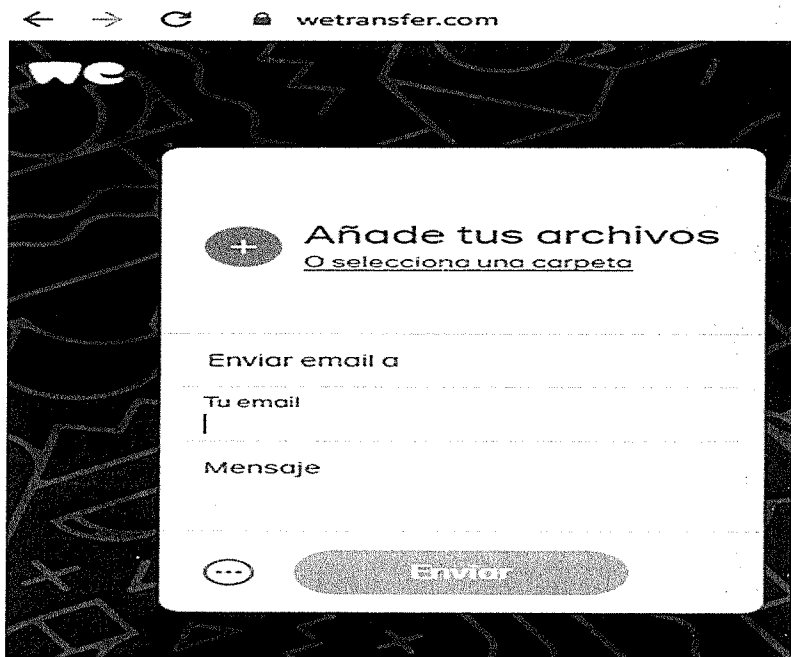 wetransfer.com
we
Añade tus archivos
O selecciona una carpeta
Enviar email a
Tu email
Mensaje
Enviar